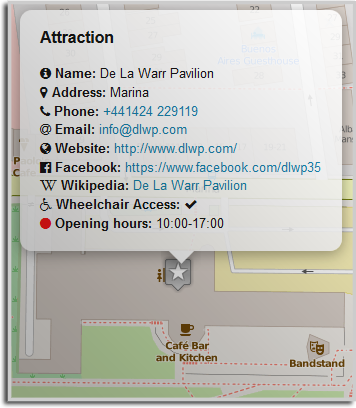 Attraction
Name: De La Warr Pavilion
Address: Marina
Phone: +441424 229119
Email: info@dlwp.com
Website: http://www.dlwp.com/
Facebook: https://www.facebook.com/dlwp35
Wikipedia: De La Warr Pavilion
Wheelchair Access: ✔
Opening hours: 10:00-17:00
Café Bar
and Kitchen
Bandstand